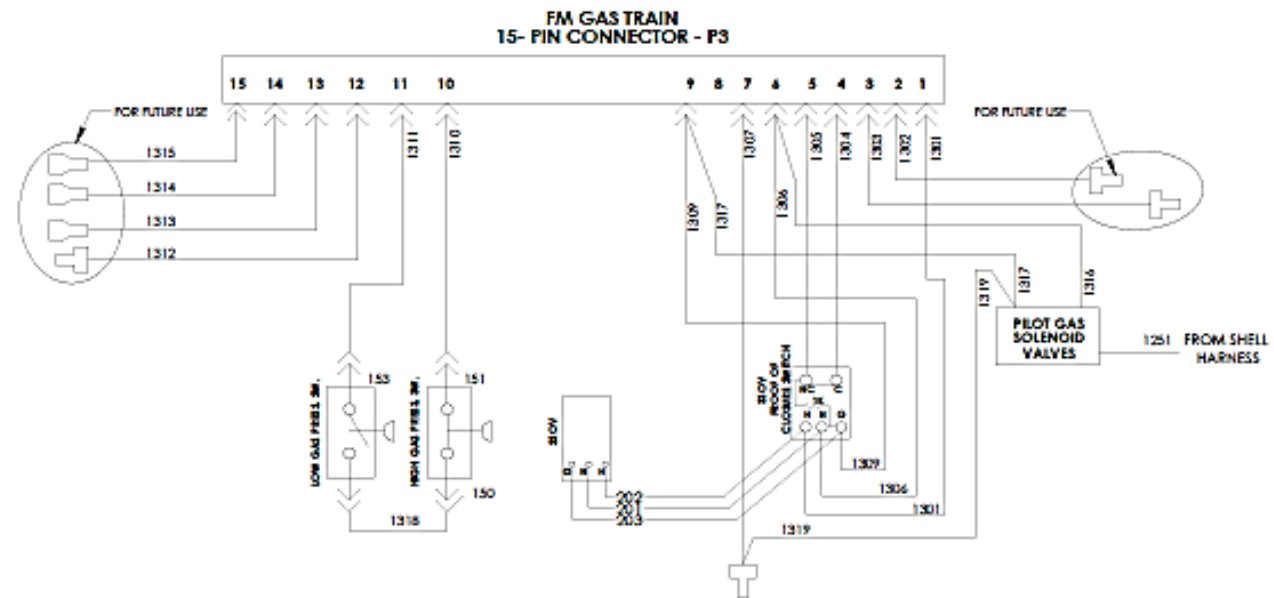 FM GAS TRAIN
15- PIN CONNECTOR - P3
15 14 13 12 11 10 9 8 7 6 5 4 3 2 1
FOR FUTURE USE
FOR FUTURE USE
1315
1314
1313
1312
1311
1310
1309
1317
1307
1306
1305
1304
1303
1302
1301
1319
1317
1316
PILOT GAS
SOLENOID
VALVES
1251 FROM SHELL
HARNESS
LOW GAS PRESS. SW.
153
HIGH GAS PRESS. SW.
151
150
1318
SSOV
G
N
SSOV
PROOF OF
CLOSURE SWITCH
N
G
1309
1306
1301
202
201
203
1319